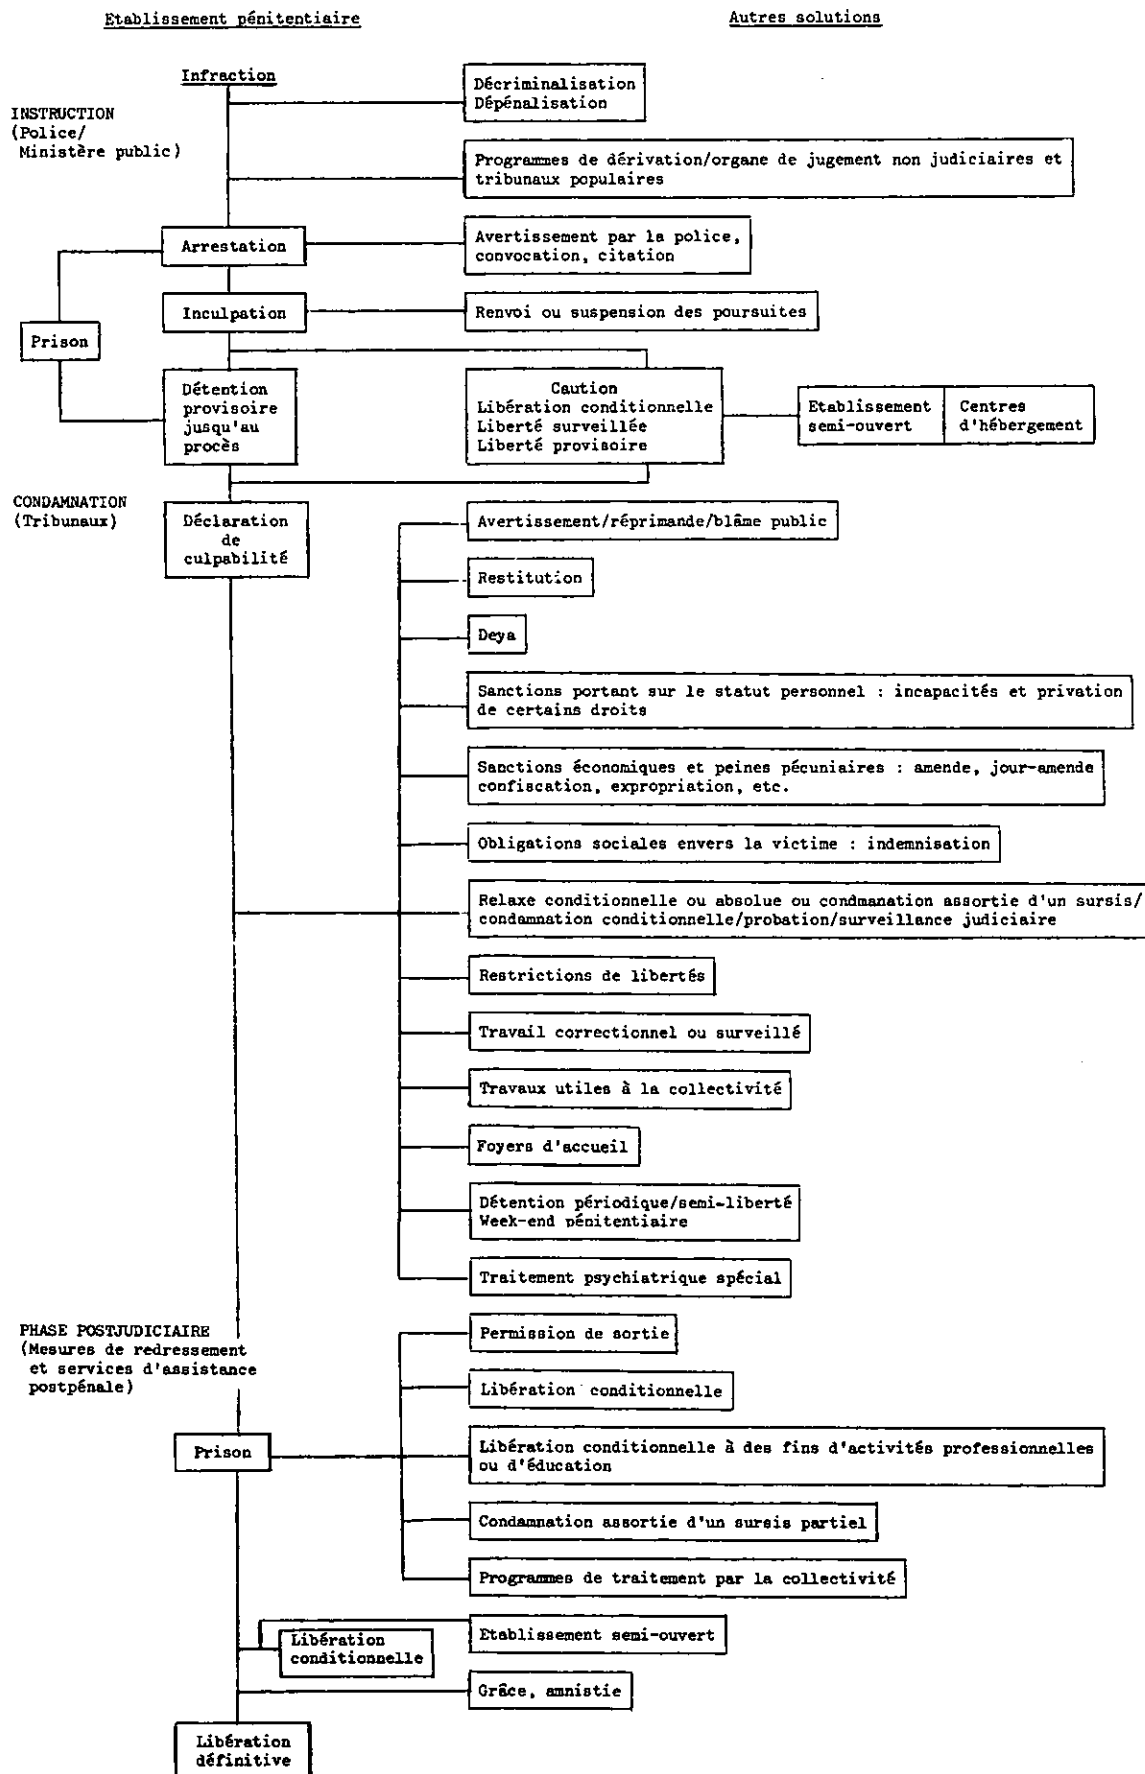 Etablissement pénitentiaire
Autres solutions
Infraction
Décriminalisation
Dépénalisation
INSTRUCTION
(Police/
Ministère public)
Programmes de dérivation/organe de jugement non judiciaires et
tribunaux populaires
Arrestation
Avertissement par la police,
convocation, citation
Inculpation
Renvoi ou suspension des poursuites
Prison
Détention
provisoire
jusqu'au
procès
Caution
Libération conditionnelle
Liberté surveillée
Liberté provisoire
Etablissement
semi-ouvert
Centres
d'hébergement
CONDAMNATION
(Tribunaux)
Déclaration
de
culpabilité
Avertissement/réprimande/blâme public
Restitution
Deya
Sanctions portant sur le statut personnel : incapacités et privation
de certains droits
Sanctions économiques et peines pécuniaires : amende, jour-amende
confiscation, expropriation, etc.
Obligations sociales envers la victime : indemnisation
Relaxe conditionnelle ou absolue ou condmanation assortie d'un sursis/
condamnation conditionnelle/probation/surveillance judiciaire
Restrictions de libertés
Travail correctionnel ou surveillé
Travaux utiles à la collectivité
Foyers d'accueil
Détention périodique/semi-liberté
Week-end pénitentiaire
Traitement psychiatrique spécial
PHASE POSTJUDICIAIRE
(Mesures de redressement
et services d'assistance
postpénale)
Permission de sortie
Libération conditionnelle
Prison
Libération conditionnelle à des fins d'activités professionnelles
ou d'éducation
Condamnation assortie d'un sursis partiel
Programmes de traitement par la collectivité
Etablissement semi-ouvert
Libération
conditionnelle
Grâce, amnistie
Libération
définitive